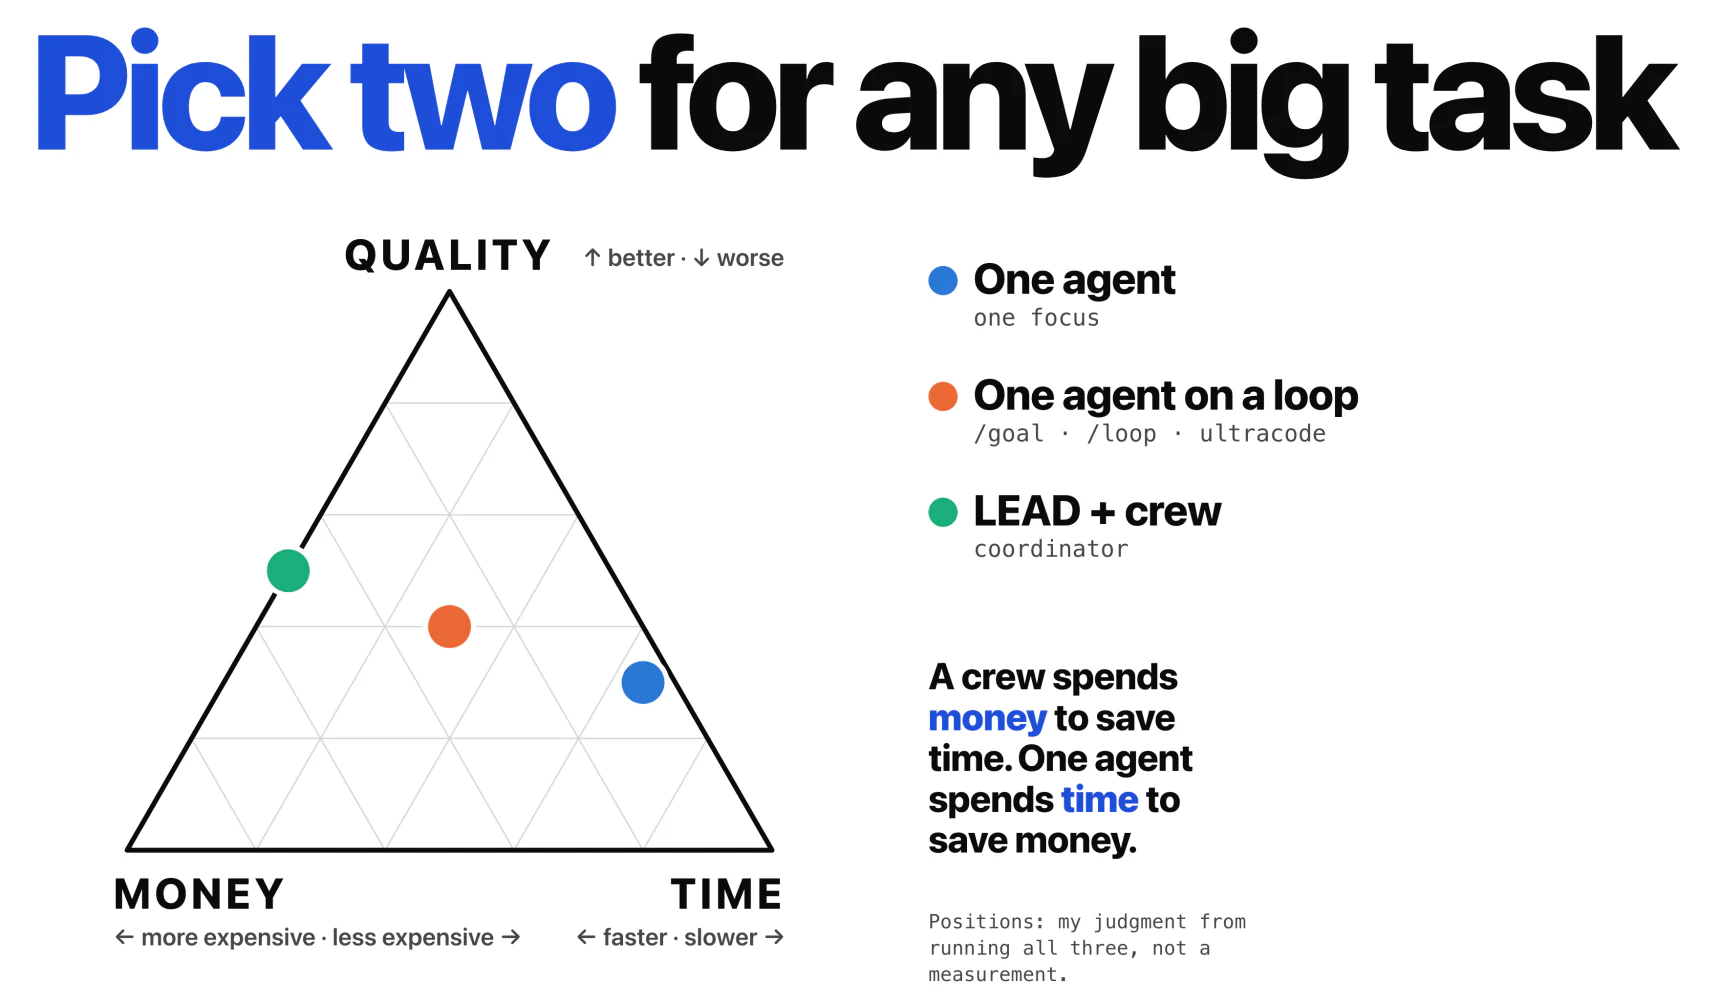 Pick two for any big task
QUALITY ↑ better · ↓ worse
MONEY
← more expensive · less expensive →
TIME
← faster · slower →
One agent
one focus
One agent on a loop
/goal · /loop · ultracode
LEAD + crew
coordinator
A crew spends
money to save
time. One agent
spends time to
save money.
Positions: my judgment from
running all three, not a
measurement.